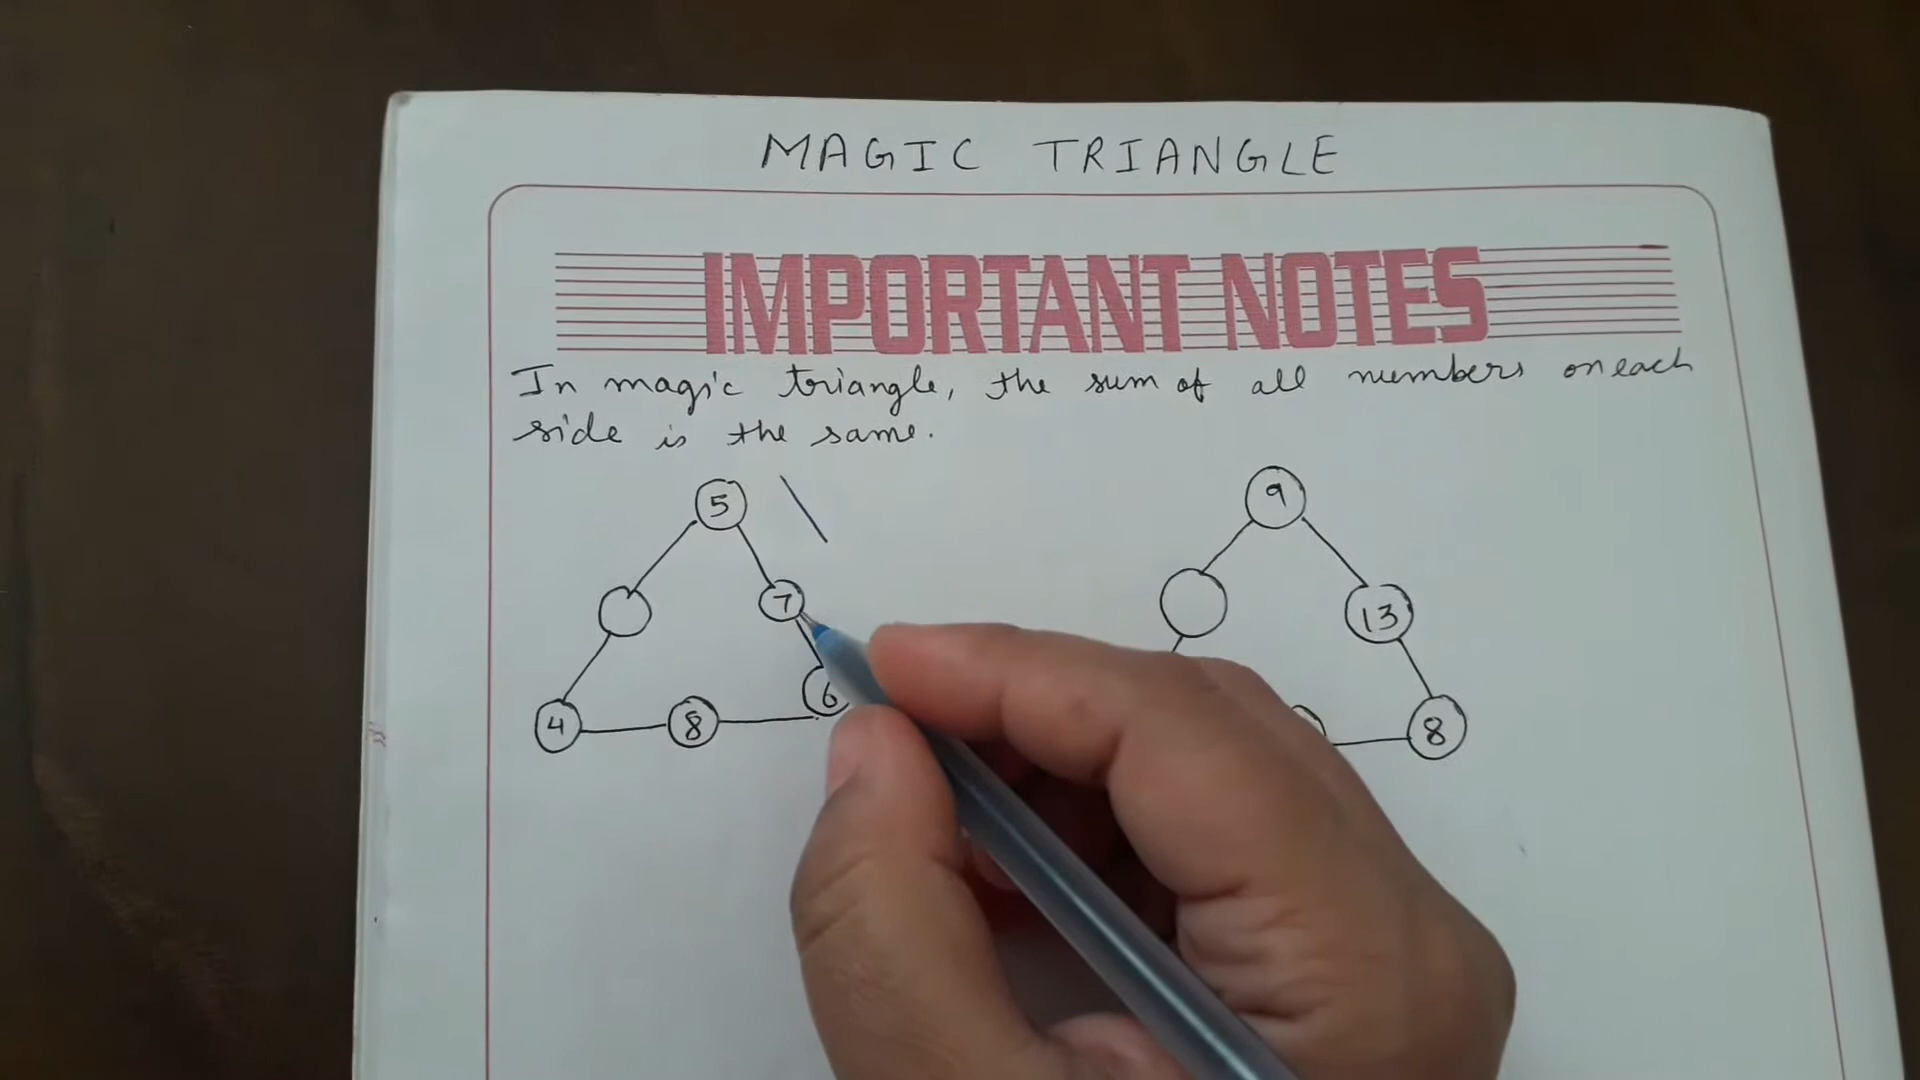 MAGIC TRIANGLE
IMPORTANT NOTES
In magic triangle, the sum of all numbers on each
side is the same.
5
9
7
13
6
4
8
8